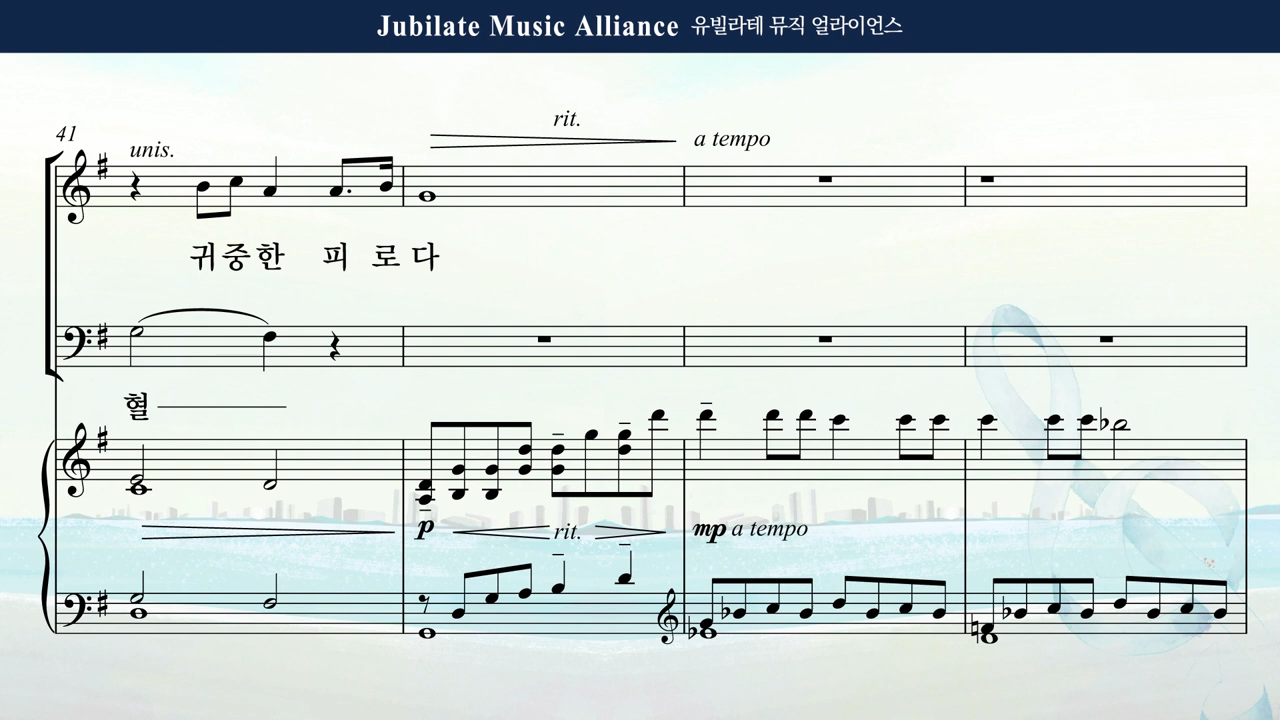 Jubilate Music Alliance 유빌라테 뮤직 얼라이언스
41
unis.
rit.
a tempo
귀중한 피 로 다
혈
p
rit.
mp a tempo